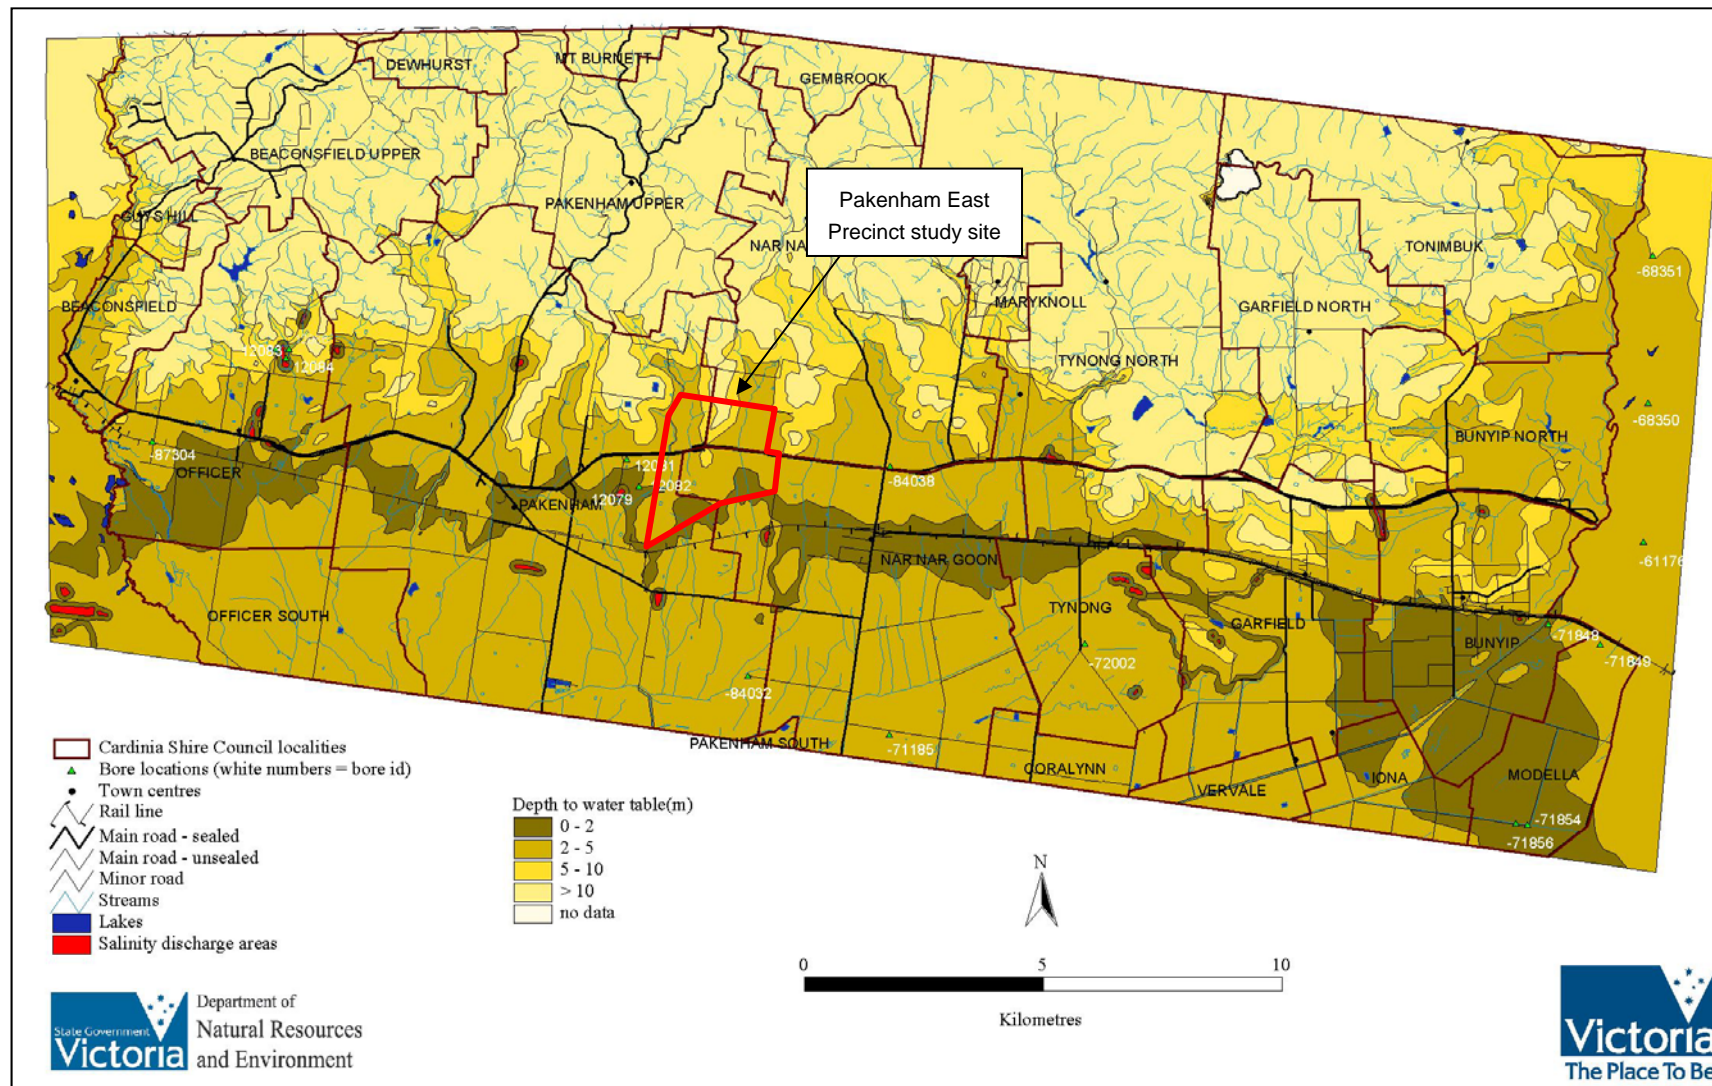 DEWHURST
MT BURNETT
GEMBROOK
BEACONSFIELD UPPER
PAKENHAM UPPER
Pakenham East
Precinct study site
GUYS HILL
NAR NA
TONIMBUK
-68351
BEACONSFIELD
MARYKNOLL
GARFIELD NORTH
12083
12084
TYNONG NORTH
-68350
BUNYIP NORTH
-87304
OFFICER
12081
12082
12079
PAKENHAM
-84038
-61176
NAR NAR GOON
OFFICER SOUTH
TYNONG
GARFIELD
BUNYIP
-71848
-71849
-72002
-84032
PAKENHAM SOUTH
-71185
CORALYNN
VERVALE
IONA
MODELLA
-71854
-71856
Cardinia Shire Council localities
Bore locations (white numbers = bore id)
Town centres
Rail line
Main road - sealed
Main road - unsealed
Minor road
Streams
Lakes
Salinity discharge areas
Depth to water table(m)
0 - 2
2 - 5
5 - 10
> 10
no data
N
0 5 10
Kilometres
State Government
Victoria
Department of
Natural Resources
and Environment
Victoria
The Place To Be